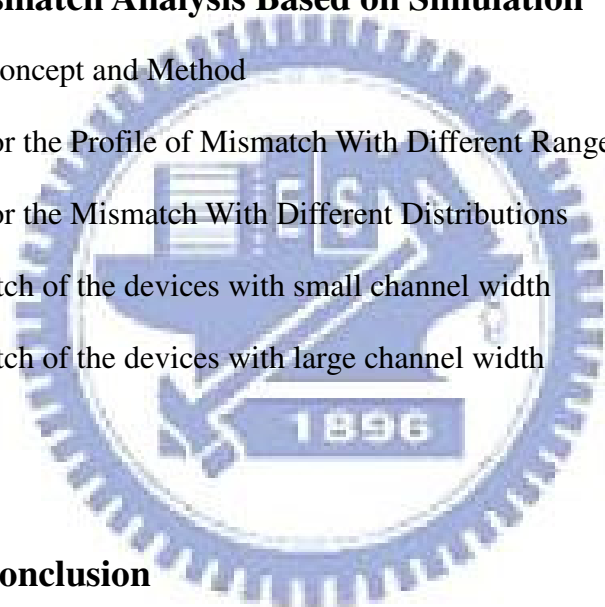 smatch Analysis Based on Simulation
oncept and Method
or the Profile of Mismatch With Different Range
or the Mismatch With Different Distributions
tch of the devices with small channel width
tch of the devices with large channel width
1896
onclusion